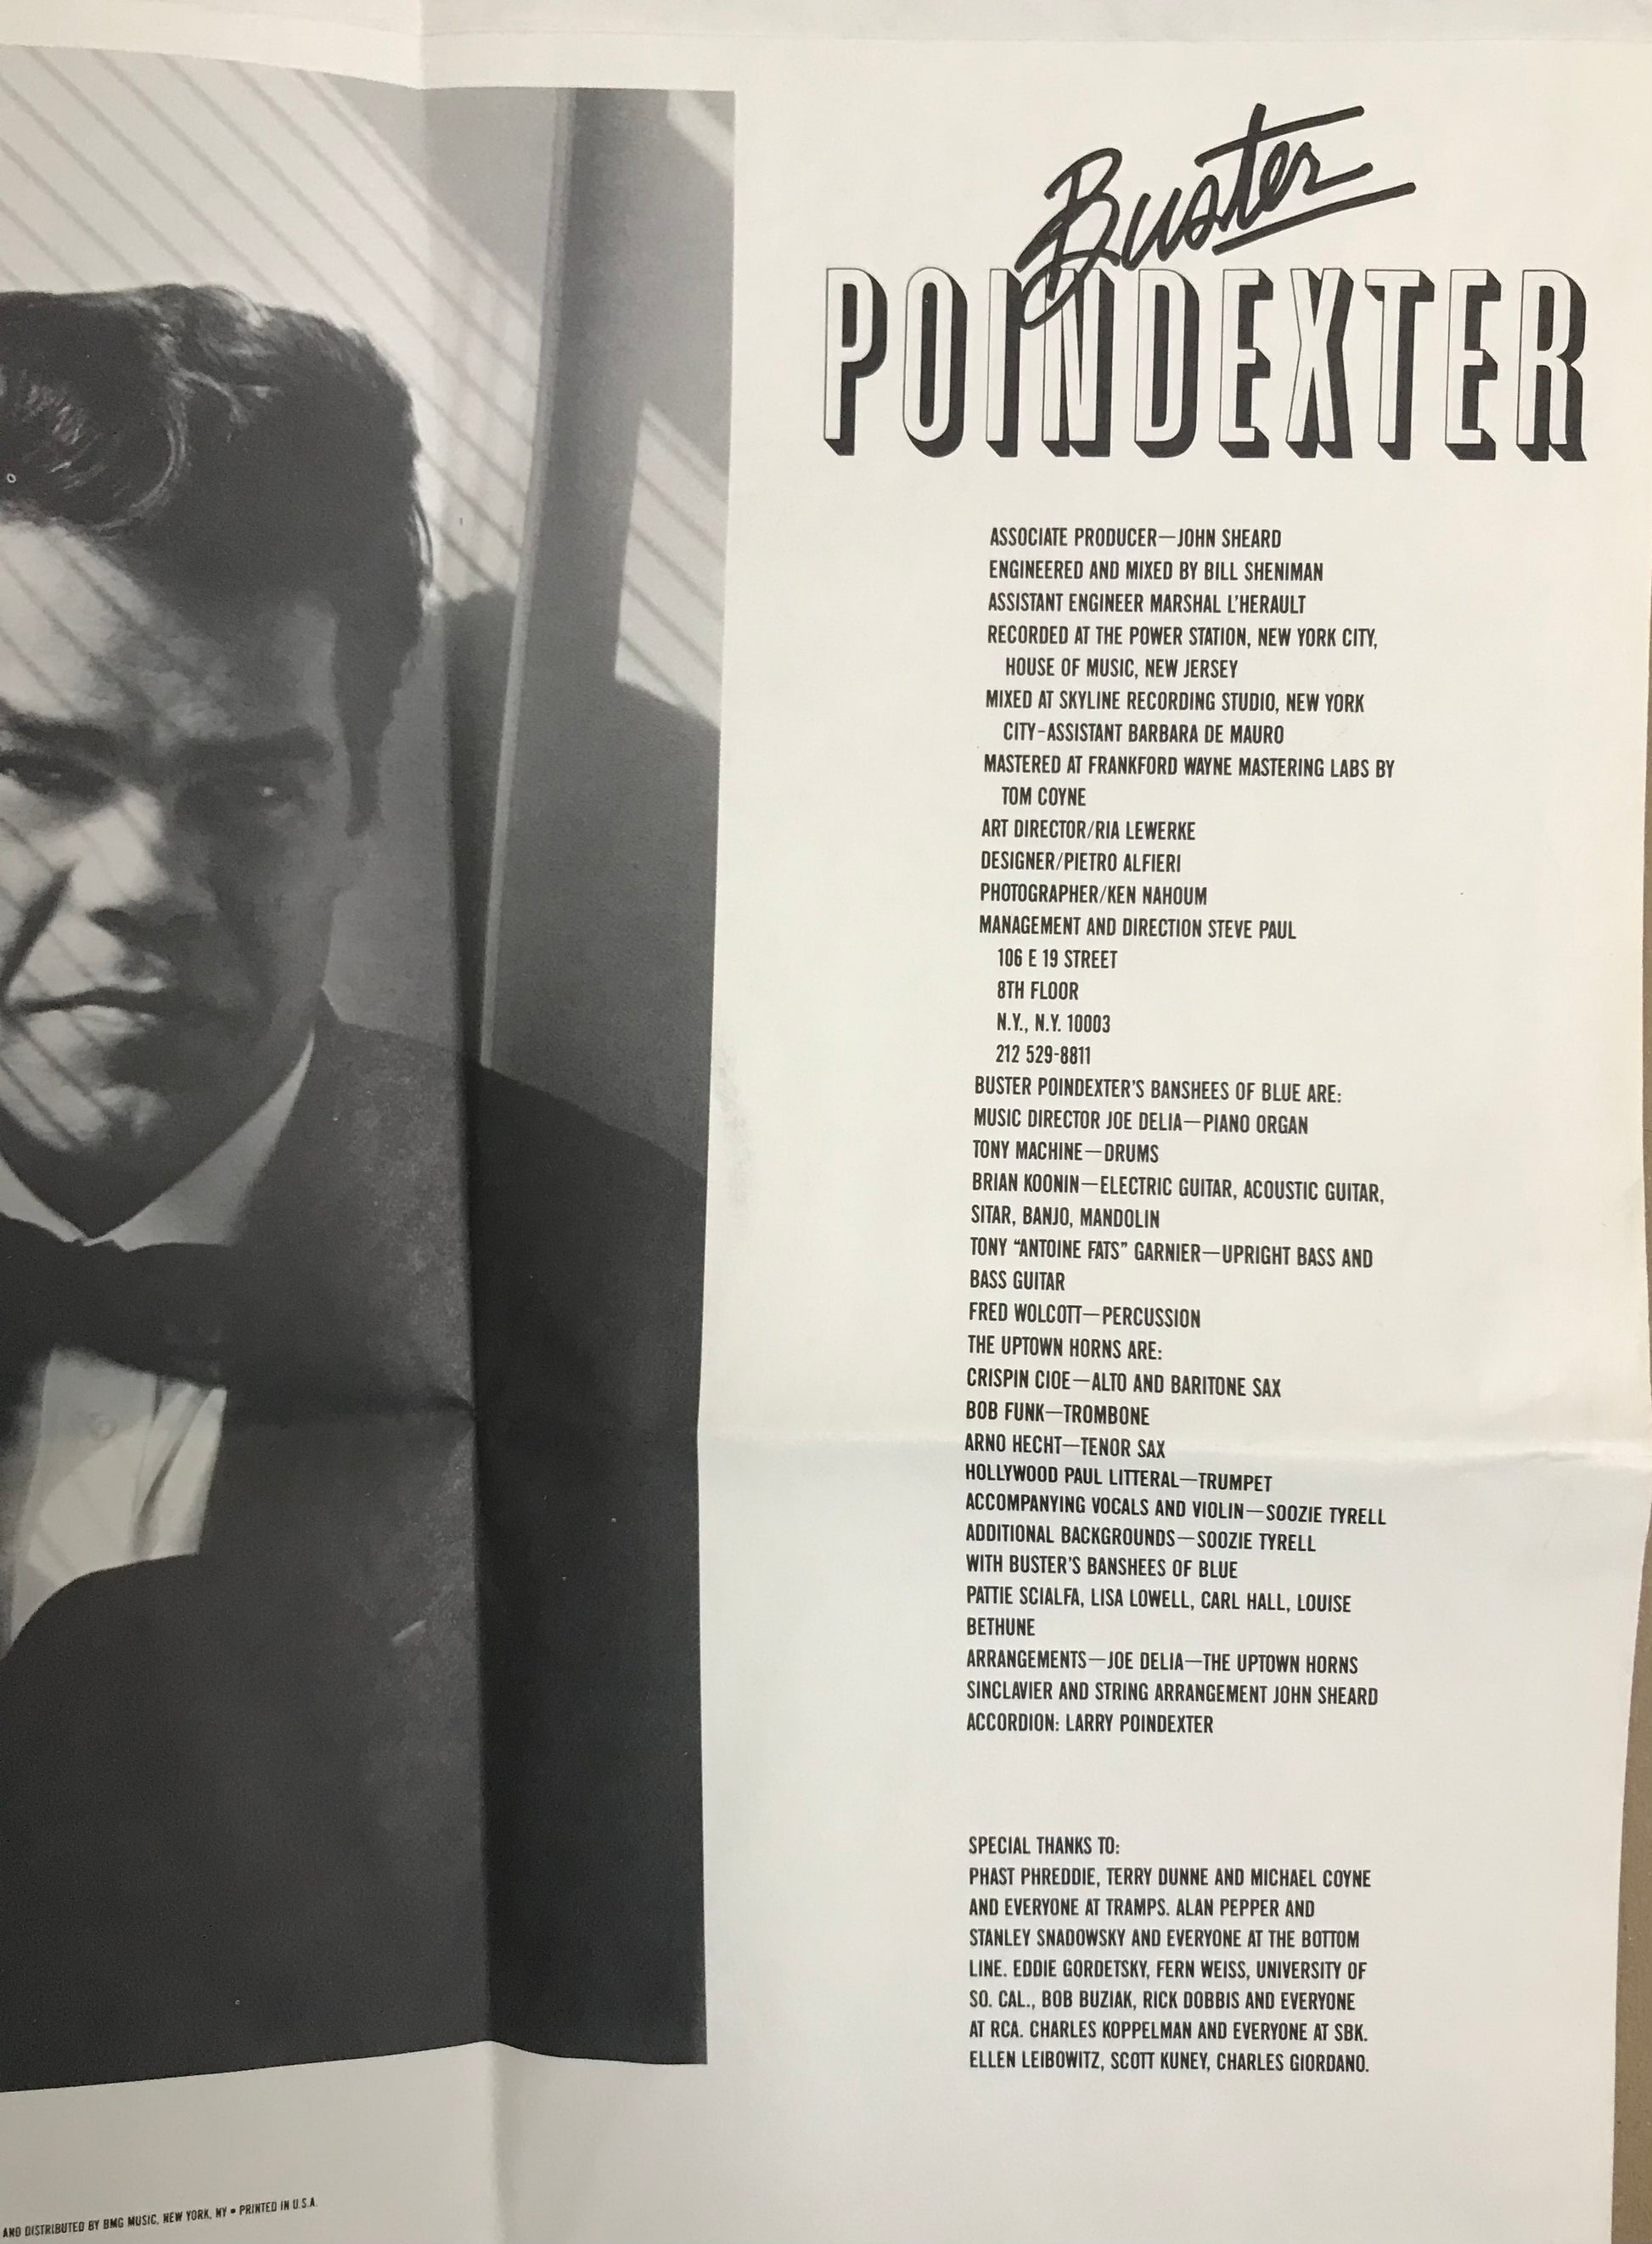 Buster
POINDEXTER
ASSOCIATE PRODUCER—JOHN SHEARD
ENGINEERED AND MIXED BY BILL SHENIMAN
ASSISTANT ENGINEER MARSHAL L'HERAULT
RECORDED AT THE POWER STATION, NEW YORK CITY,
HOUSE OF MUSIC, NEW JERSEY
MIXED AT SKYLINE RECORDING STUDIO, NEW YORK
CITY-ASSISTANT BARBARA DE MAURO
MASTERED AT FRANKFORD WAYNE MASTERING LABS BY
TOM COYNE
ART DIRECTOR/RIA LEWERKE
DESIGNER/PIETRO ALFIERI
PHOTOGRAPHER/KEN NAHOUM
MANAGEMENT AND DIRECTION STEVE PAUL
106 E 19 STREET
8TH FLOOR
N.Y., N.Y. 10003
212 529-8811
BUSTER POINDEXTER'S BANSHEES OF BLUE ARE:
MUSIC DIRECTOR JOE DELIA—PIANO ORGAN
TONY MACHINE—DRUMS
BRIAN KOONIN—ELECTRIC GUITAR, ACOUSTIC GUITAR,
SITAR, BANJO, MANDOLIN
TONY “ANTOINE FATS” GARNIER—UPRIGHT BASS AND
BASS GUITAR
FRED WOLCOTT—PERCUSSION
THE UPTOWN HORNS ARE:
CRISPIN CIOE—ALTO AND BARITONE SAX
BOB FUNK—TROMBONE
ARNO HECHT—TENOR SAX
HOLLYWOOD PAUL LITTERAL—TRUMPET
ACCOMPANYING VOCALS AND VIOLIN—SOOZIE TYRELL
ADDITIONAL BACKGROUNDS—SOOZIE TYRELL
WITH BUSTER'S BANSHEES OF BLUE
PATTIE SCIALFA, LISA LOWELL, CARL HALL, LOUISE
BETHUNE
ARRANGEMENTS—JOE DELIA—THE UPTOWN HORNS
SINCLAVIER AND STRING ARRANGEMENT JOHN SHEARD
ACCORDION: LARRY POINDEXTER
SPECIAL THANKS TO:
PHAST PHREDDIE, TERRY DUNNE AND MICHAEL COYNE
AND EVERYONE AT TRAMPS. ALAN PEPPER AND
STANLEY SNADOWSKY AND EVERYONE AT THE BOTTOM
LINE. EDDIE GORDETSKY, FERN WEISS, UNIVERSITY OF
SO. CAL., BOB BUZIAK, RICK DOBBIS AND EVERYONE
AT RCA. CHARLES KOPPELMAN AND EVERYONE AT SBK.
ELLEN LEIBOWITZ, SCOTT KUNEY, CHARLES GIORDANO.
AND DISTRIBUTED BY BMG MUSIC, NEW YORK, NY • PRINTED IN U.S.A.